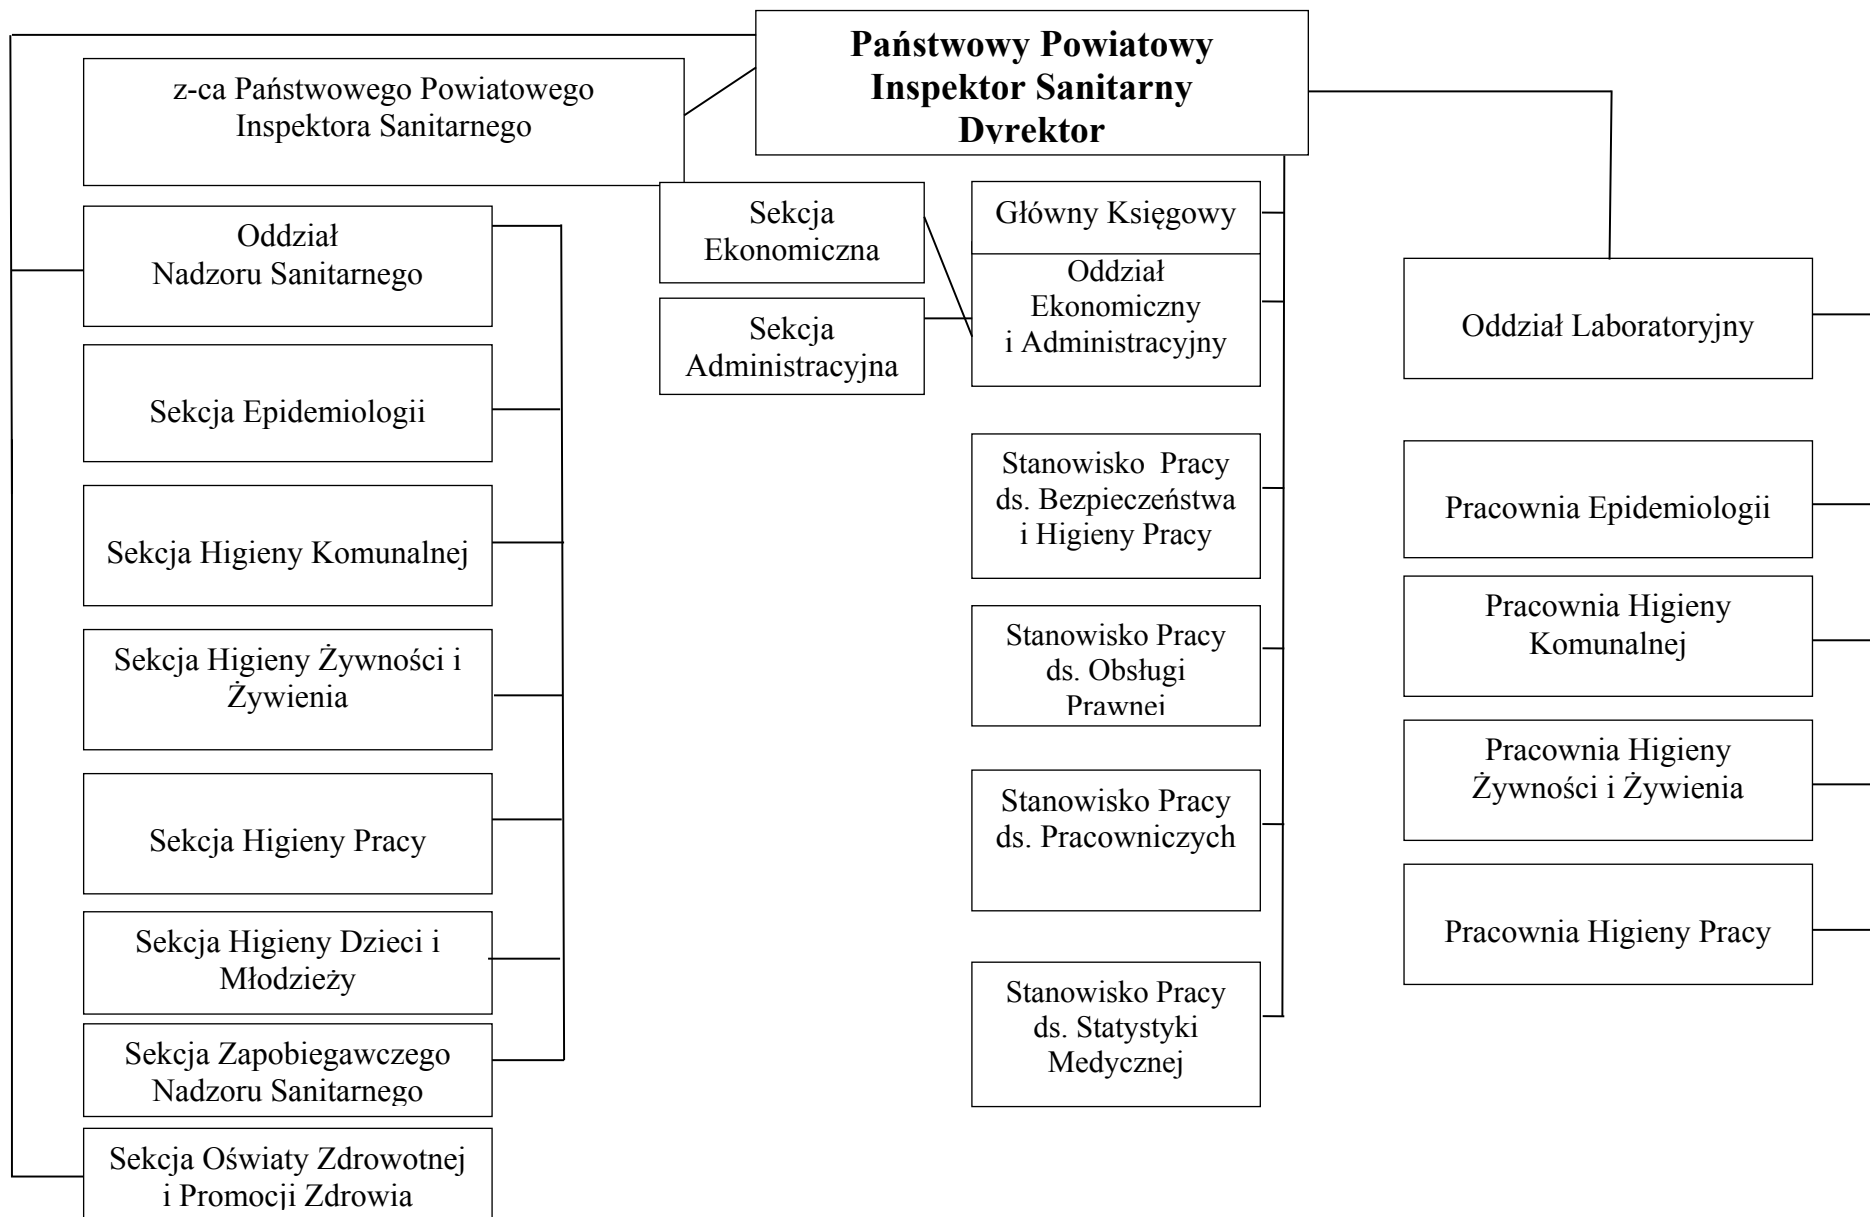 Państwowy Powiatowy
Inspektor Sanitarny
Dyrektor
z-ca Państwowego Powiatowego
Inspektora Sanitarnego
Oddział
Nadzoru Sanitarnego
Sekcja Epidemiologii
Sekcja Higieny Komunalnej
Sekcja Higieny Żywności i
Żywienia
Sekcja Higieny Pracy
Sekcja Higieny Dzieci i
Młodzieży
Sekcja Zapobiegawczego
Nadzoru Sanitarnego
Sekcja Oświaty Zdrowotnej
i Promocji Zdrowia
Sekcja
Ekonomiczna
Sekcja
Administracyjna
Główny Księgowy
Oddział
Ekonomiczny
i Administracyjny
Stanowisko Pracy
ds. Bezpieczeństwa
i Higieny Pracy
Stanowisko Pracy
ds. Obsługi
Prawnej
Stanowisko Pracy
ds. Pracowniczych
Stanowisko Pracy
ds. Statystyki
Medycznej
Oddział Laboratoryjny
Pracownia Epidemiologii
Pracownia Higieny
Komunalnej
Pracownia Higieny
Żywności i Żywienia
Pracownia Higieny Pracy